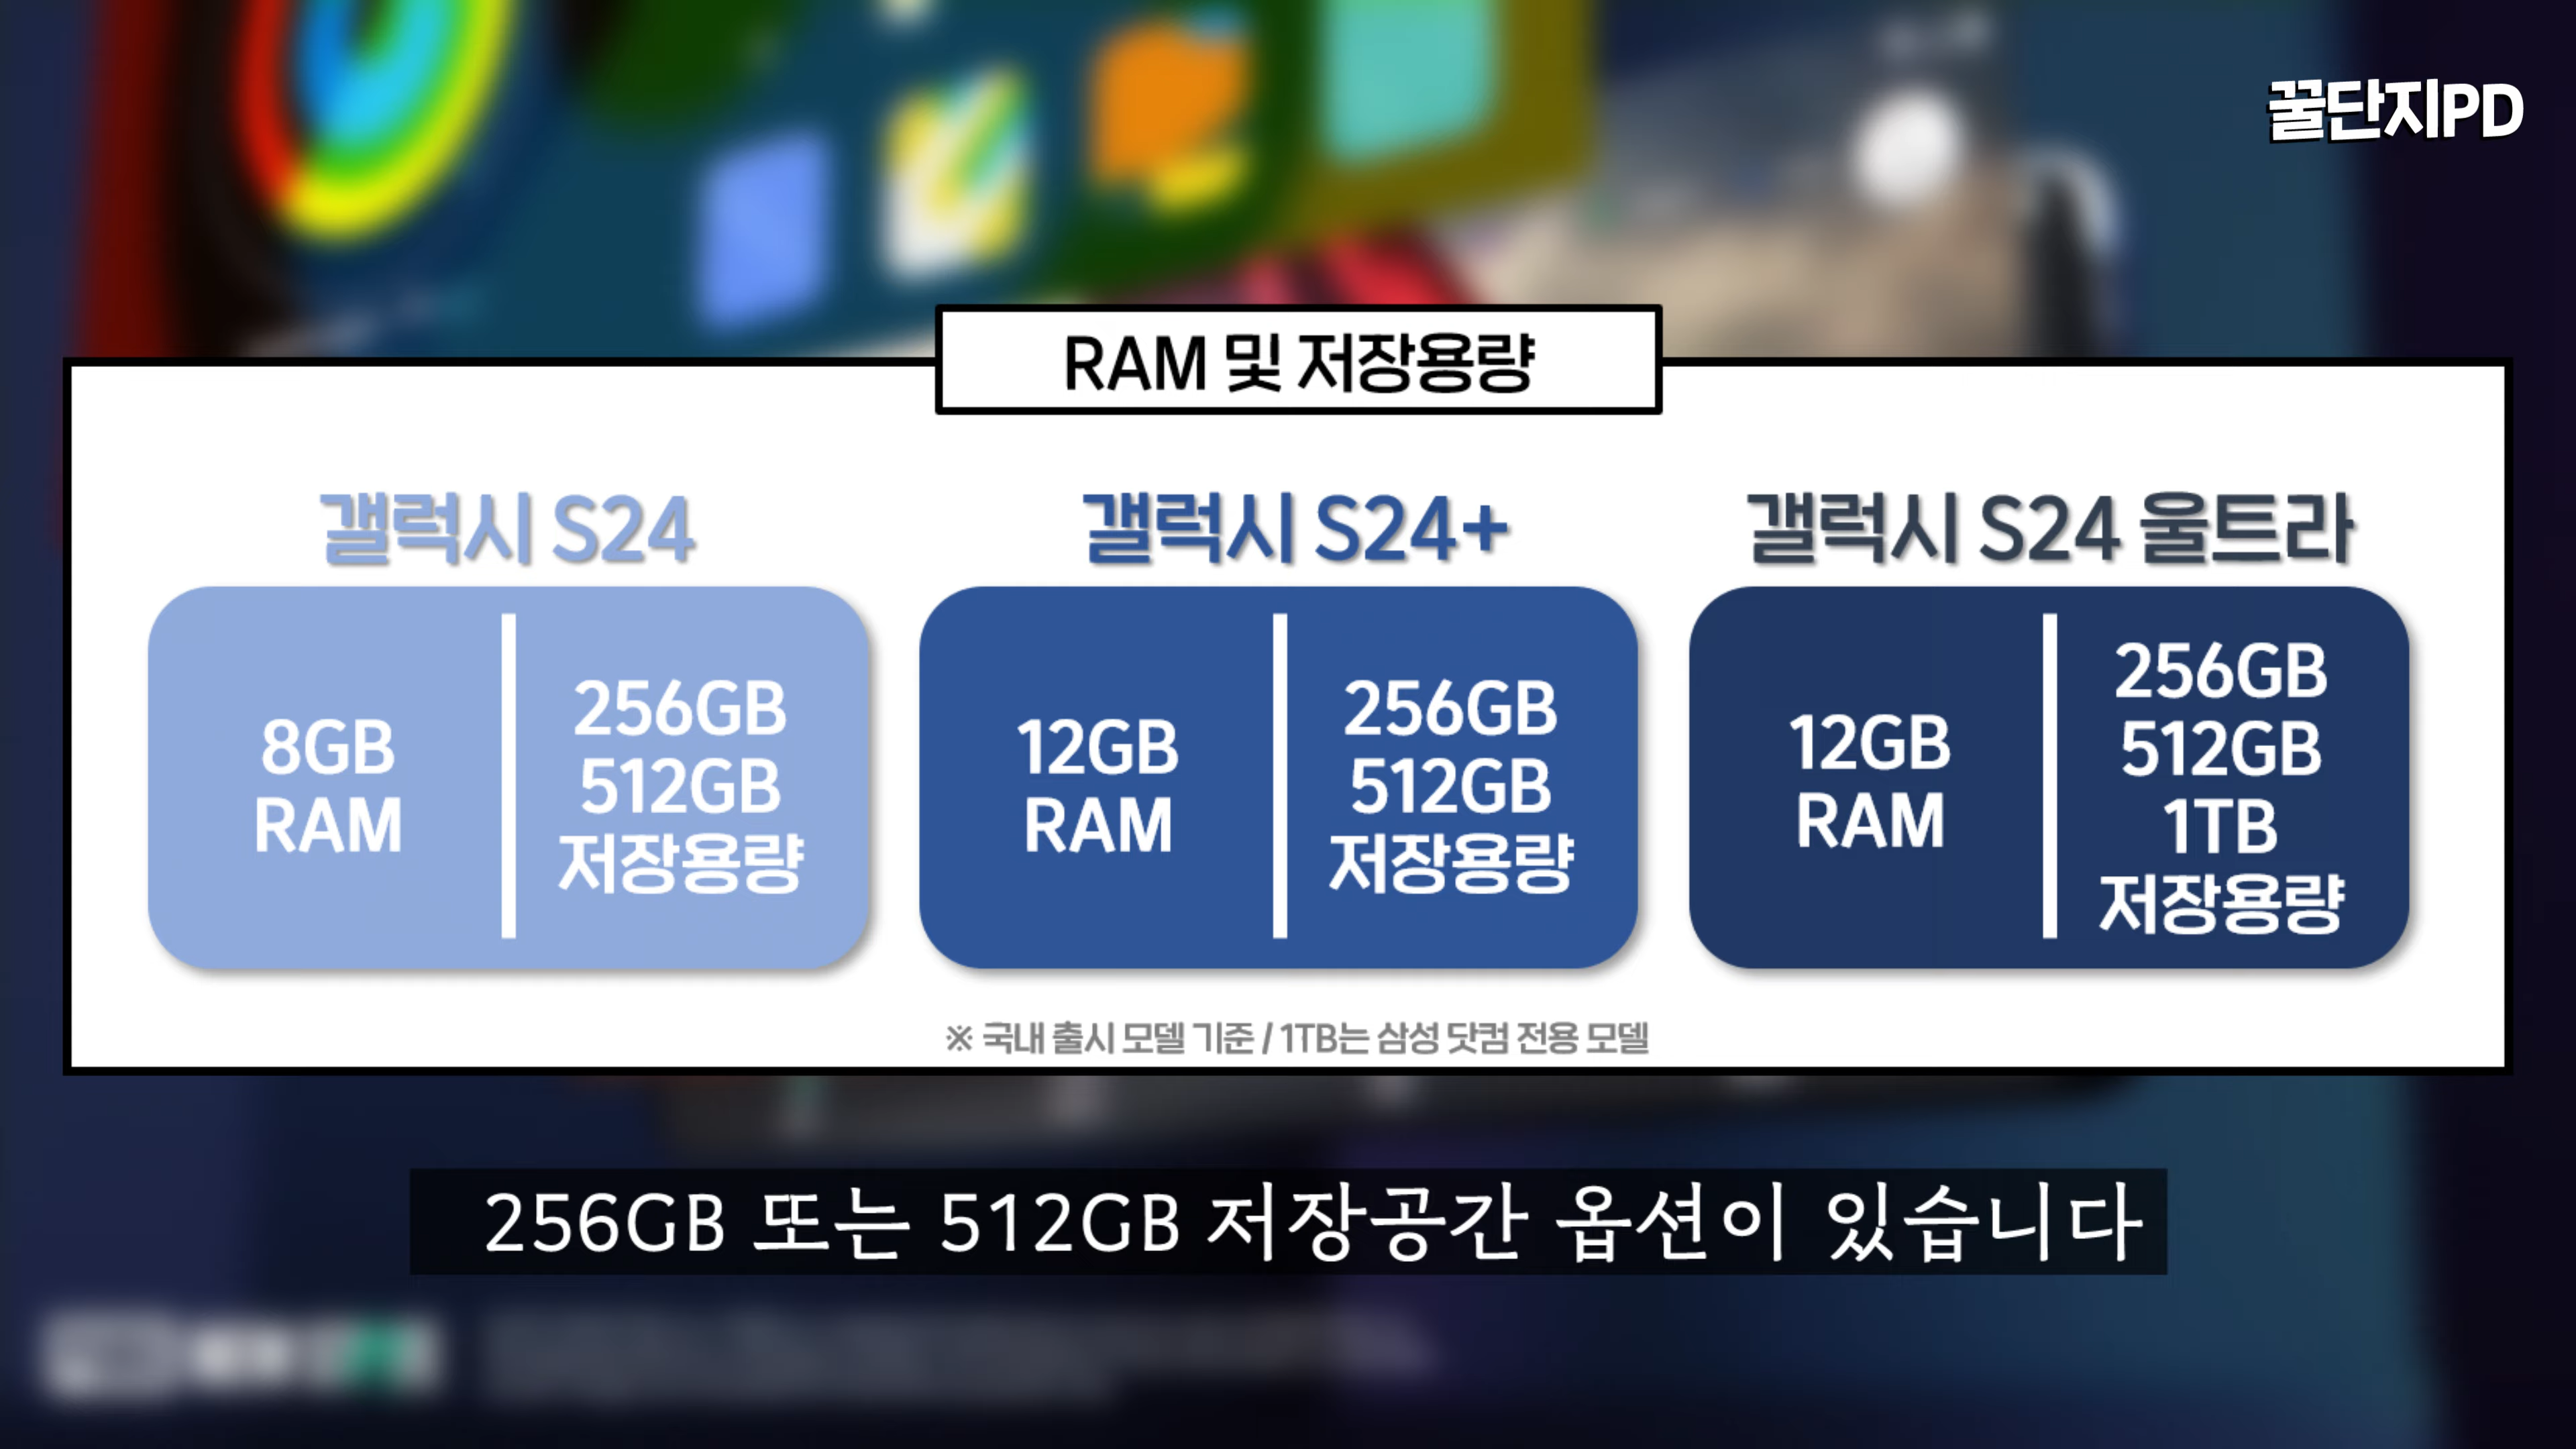 꿀단지PD
RAM 및 저장용량
갤럭시 S24
8GB
RAM
256GB
512GB
저장용량
갤럭시 S24+
12GB
RAM
256GB
512GB
저장용량
갤럭시 S24 울트라
12GB
RAM
256GB
512GB
1TB
저장용량
※ 국내 출시 모델 기준 / 1TB는 삼성 닷컴 전용 모델
256GB 또는 512GB 저장공간 옵션이 있습니다